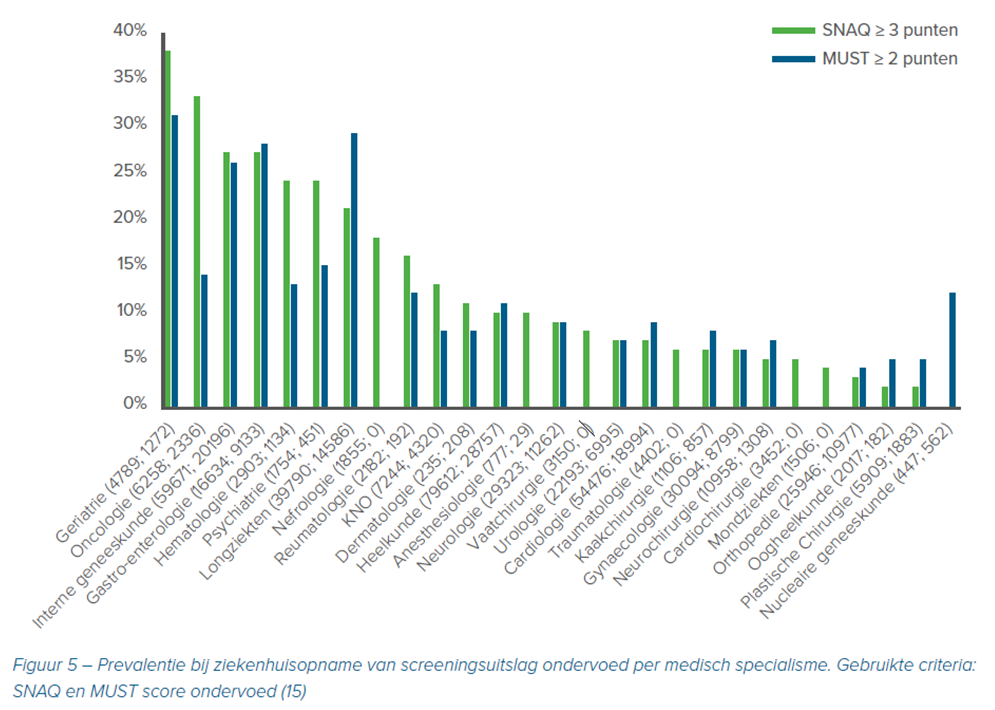 40%
35%
30%
25%
20%
15%
10%
5%
0%
SNAQ ≥ 3 punten
MUST ≥ 2 punten
Geriatrie (4789; 1272)
Oncologie (6258; 2336)
Interne geneeskunde (59671; 20196)
Gastro-enterologie (16634; 9133)
Hematologie (2903; 1134)
Psychiatrie (1754; 451)
Longziekten (39790; 14586)
Nefrologie (1855; 0)
Reumatologie (2182; 192)
KNO (7244; 4320)
Dermatologie (235; 208)
Heelkunde (79612; 28757)
Anesthesiologie (777; 29)
Neurologie (29323; 11262)
Vaatchirurgie (3150; 0)
Urologie (22193; 6995)
Cardiologie (54476; 18994)
Traumatologie (4402; 0)
Kaakchirurgie (1106; 857)
Gynaecologie (30094; 8799)
Neurochirurgie (10958; 1308)
Cardiochirurgie (3452; 0)
Mondziekten (1506; 0)
Orthopedie (25946; 10977)
Oogheelkunde (2017; 182)
Plastische Chirurgie (5909; 1883)
Nucleaire geneeskunde (447; 562)
Figuur 5 – Prevalentie bij ziekenhuisopname van screeningsuitslag ondervoed per medisch specialisme. Gebruikte criteria:
SNAQ en MUST score ondervoed (15)